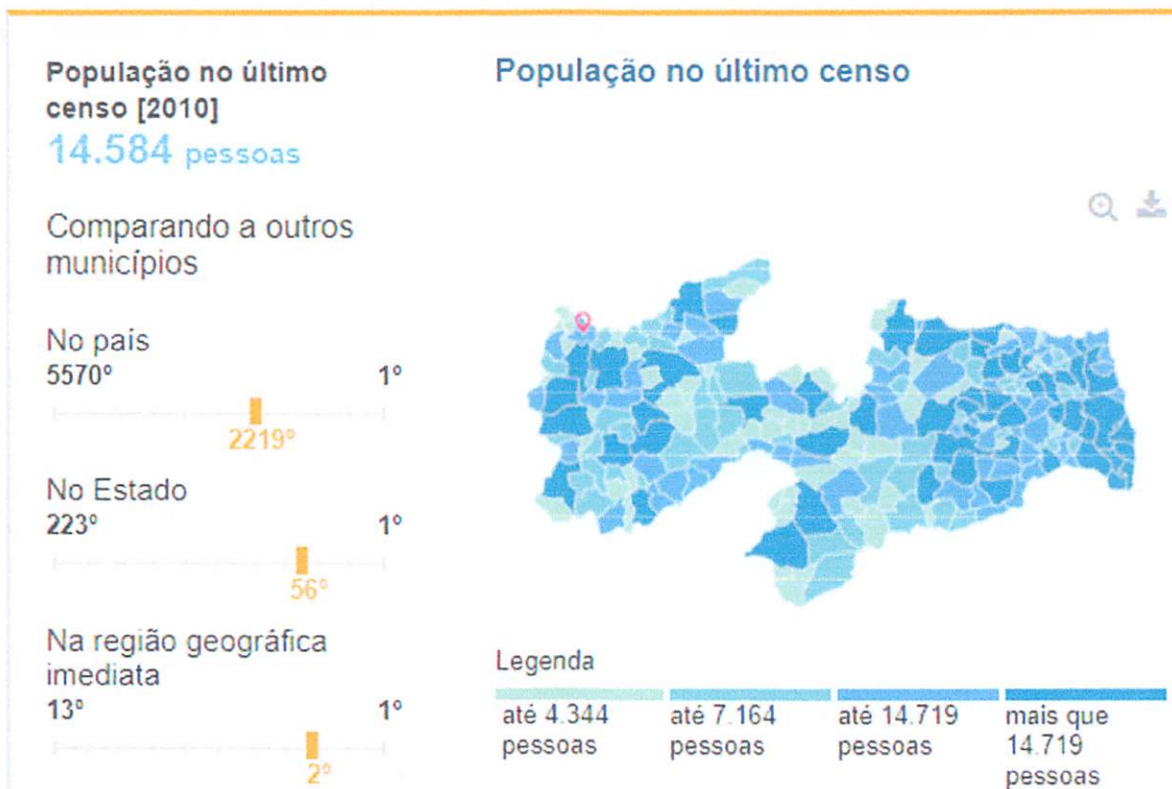 População no último
censo [2010]
14.584 pessoas
Comparando a outros
municípios
No país
5570º 1º
2219º
No Estado
223º 1º
56º
Na região geográfica
imediata
13º 1º
2º
População no último censo
Legenda
até 4.344
pessoas
até 7.164
pessoas
até 14.719
pessoas
mais que
14.719
pessoas